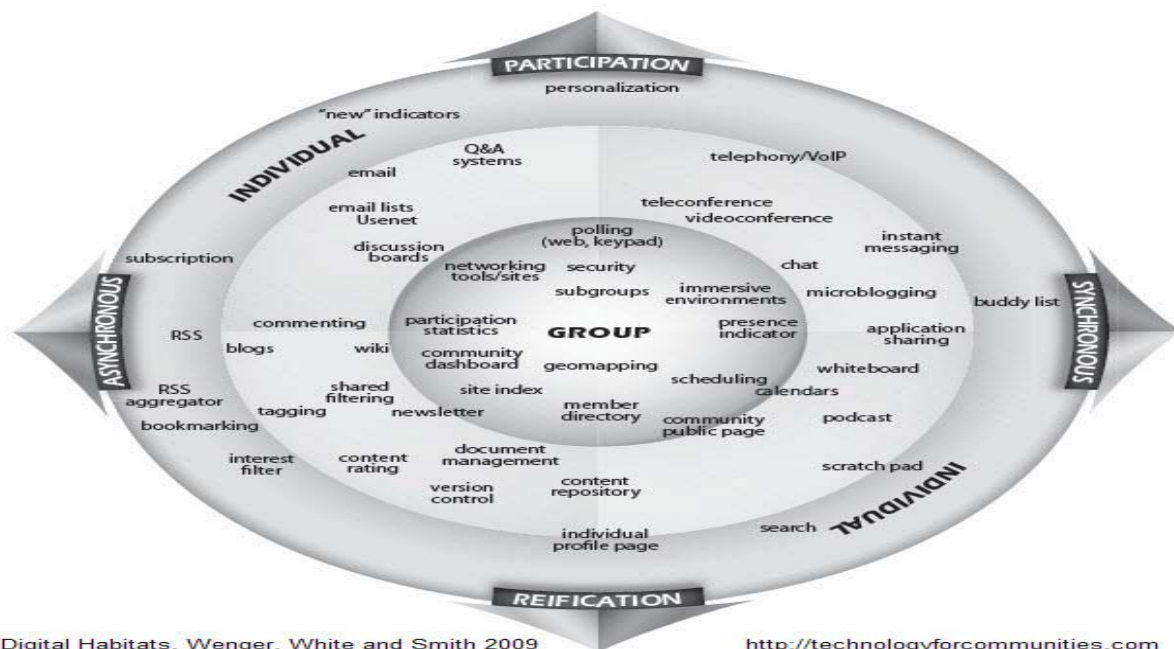 PARTICIPATION
personalization
"new" indicators
INDIVIDUAL
Q&A
systems
telephony/VoIP
email
email lists
Usenet
teleconference
videoconference
discussion
boards
polling
(web, keypad)
instant
messaging
subscription
networking
tools/sites
security
chat
subgroups
immersive
environments
microblogging
buddy list
ASYNCHRONOUS
SYNCHRONOUS
RSS
commenting
participation
statistics
GROUP
presence
indicator
application
sharing
blogs
wiki
community
dashboard
geomapping
whiteboard
RSS
aggregator
shared
filtering
site index
scheduling
calendars
tagging
newsletter
member
directory
community
public page
podcast
bookmarking
interest
filter
content
rating
document
management
scratch pad
version
control
content
repository
INDIVIDUAL
search
individual
profile page
REIFICATION
Digital Habitats, Wenger, White and Smith 2009
http://technologyforcommunities.com